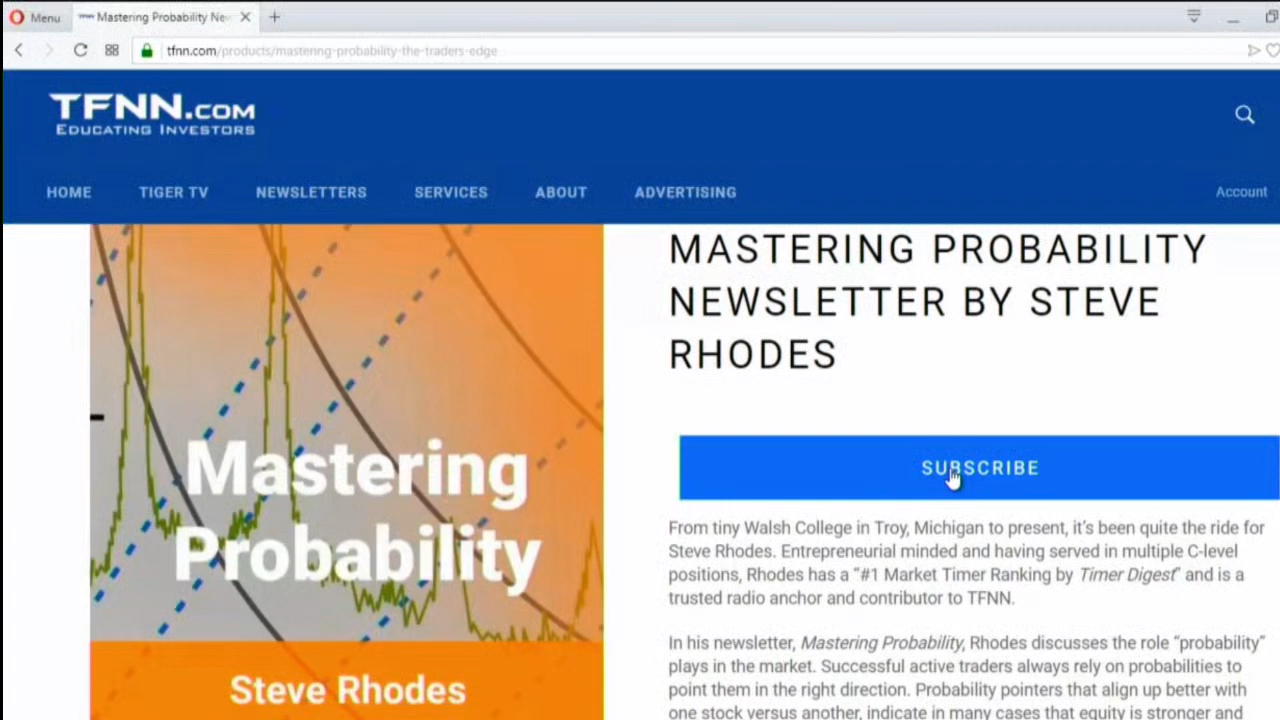 Menu
Mastering Probability Ne
tfnn.com/products/mastering-probability-the-traders-edge
TFNN.COM
EDUCATING INVESTORS
HOME TIGER TV NEWSLETTERS SERVICES ABOUT ADVERTISING
Account
MASTERING PROBABILITY
NEWSLETTER BY STEVE
RHODES
SUBSCRIBE
Mastering
Probability
Steve Rhodes
From tiny Walsh College in Troy, Michigan to present, it's been quite the ride for
Steve Rhodes. Entrepreneurial minded and having served in multiple C-level
positions, Rhodes has a “#1 Market Timer Ranking by Timer Digest” and is a
trusted radio anchor and contributor to TFNN.
In his newsletter, Mastering Probability, Rhodes discusses the role “probability”
plays in the market. Successful active traders always rely on probabilities to
point them in the right direction. Probability pointers that align up better with
one stock versus another, indicate in many cases that equity is stronger and